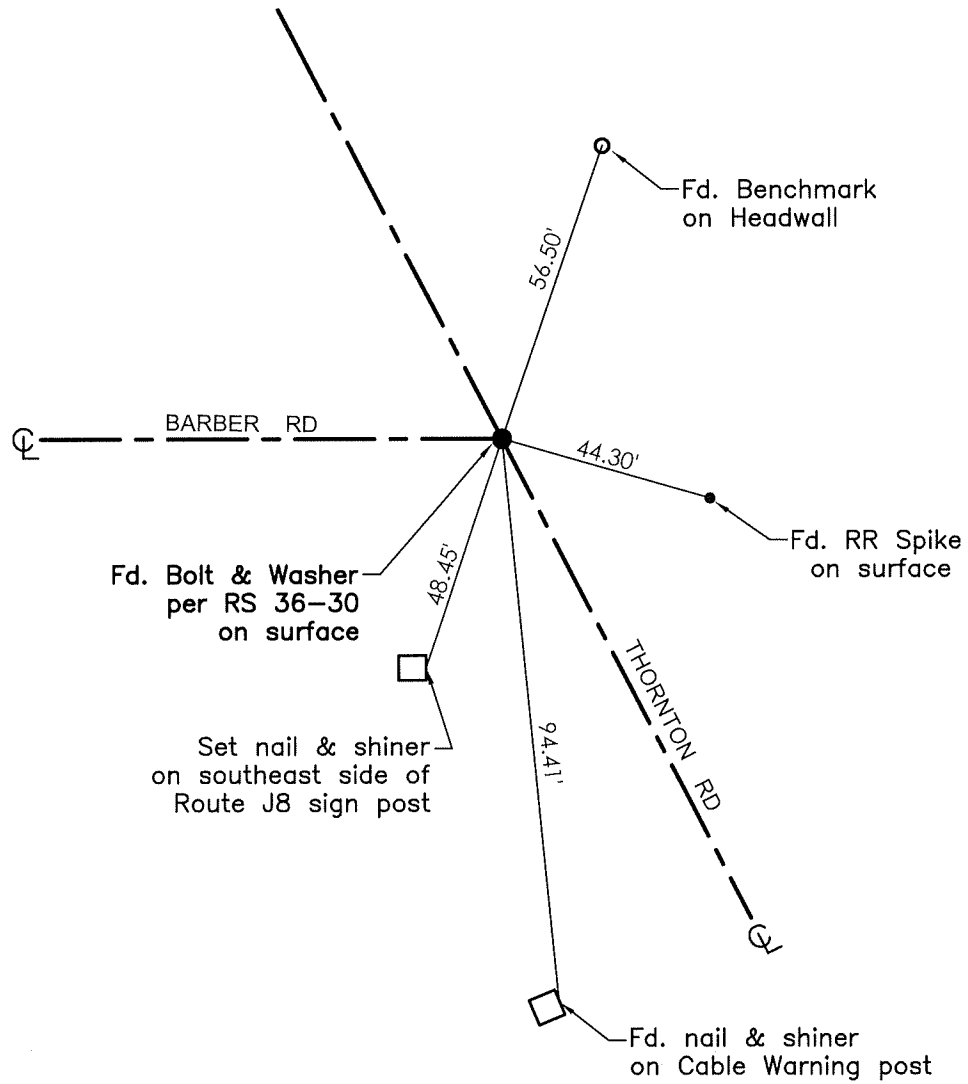 Fd. Benchmark
on Headwall
56.50'
BARBER RD
℄
44.30'
Fd. RR Spike
on surface
Fd. Bolt & Washer
per RS 36-30
on surface
48.45'
Set nail & shiner
on southeast side of
Route J8 sign post
94.41'
THORNTON RD
℄
Fd. nail & shiner
on Cable Warning post